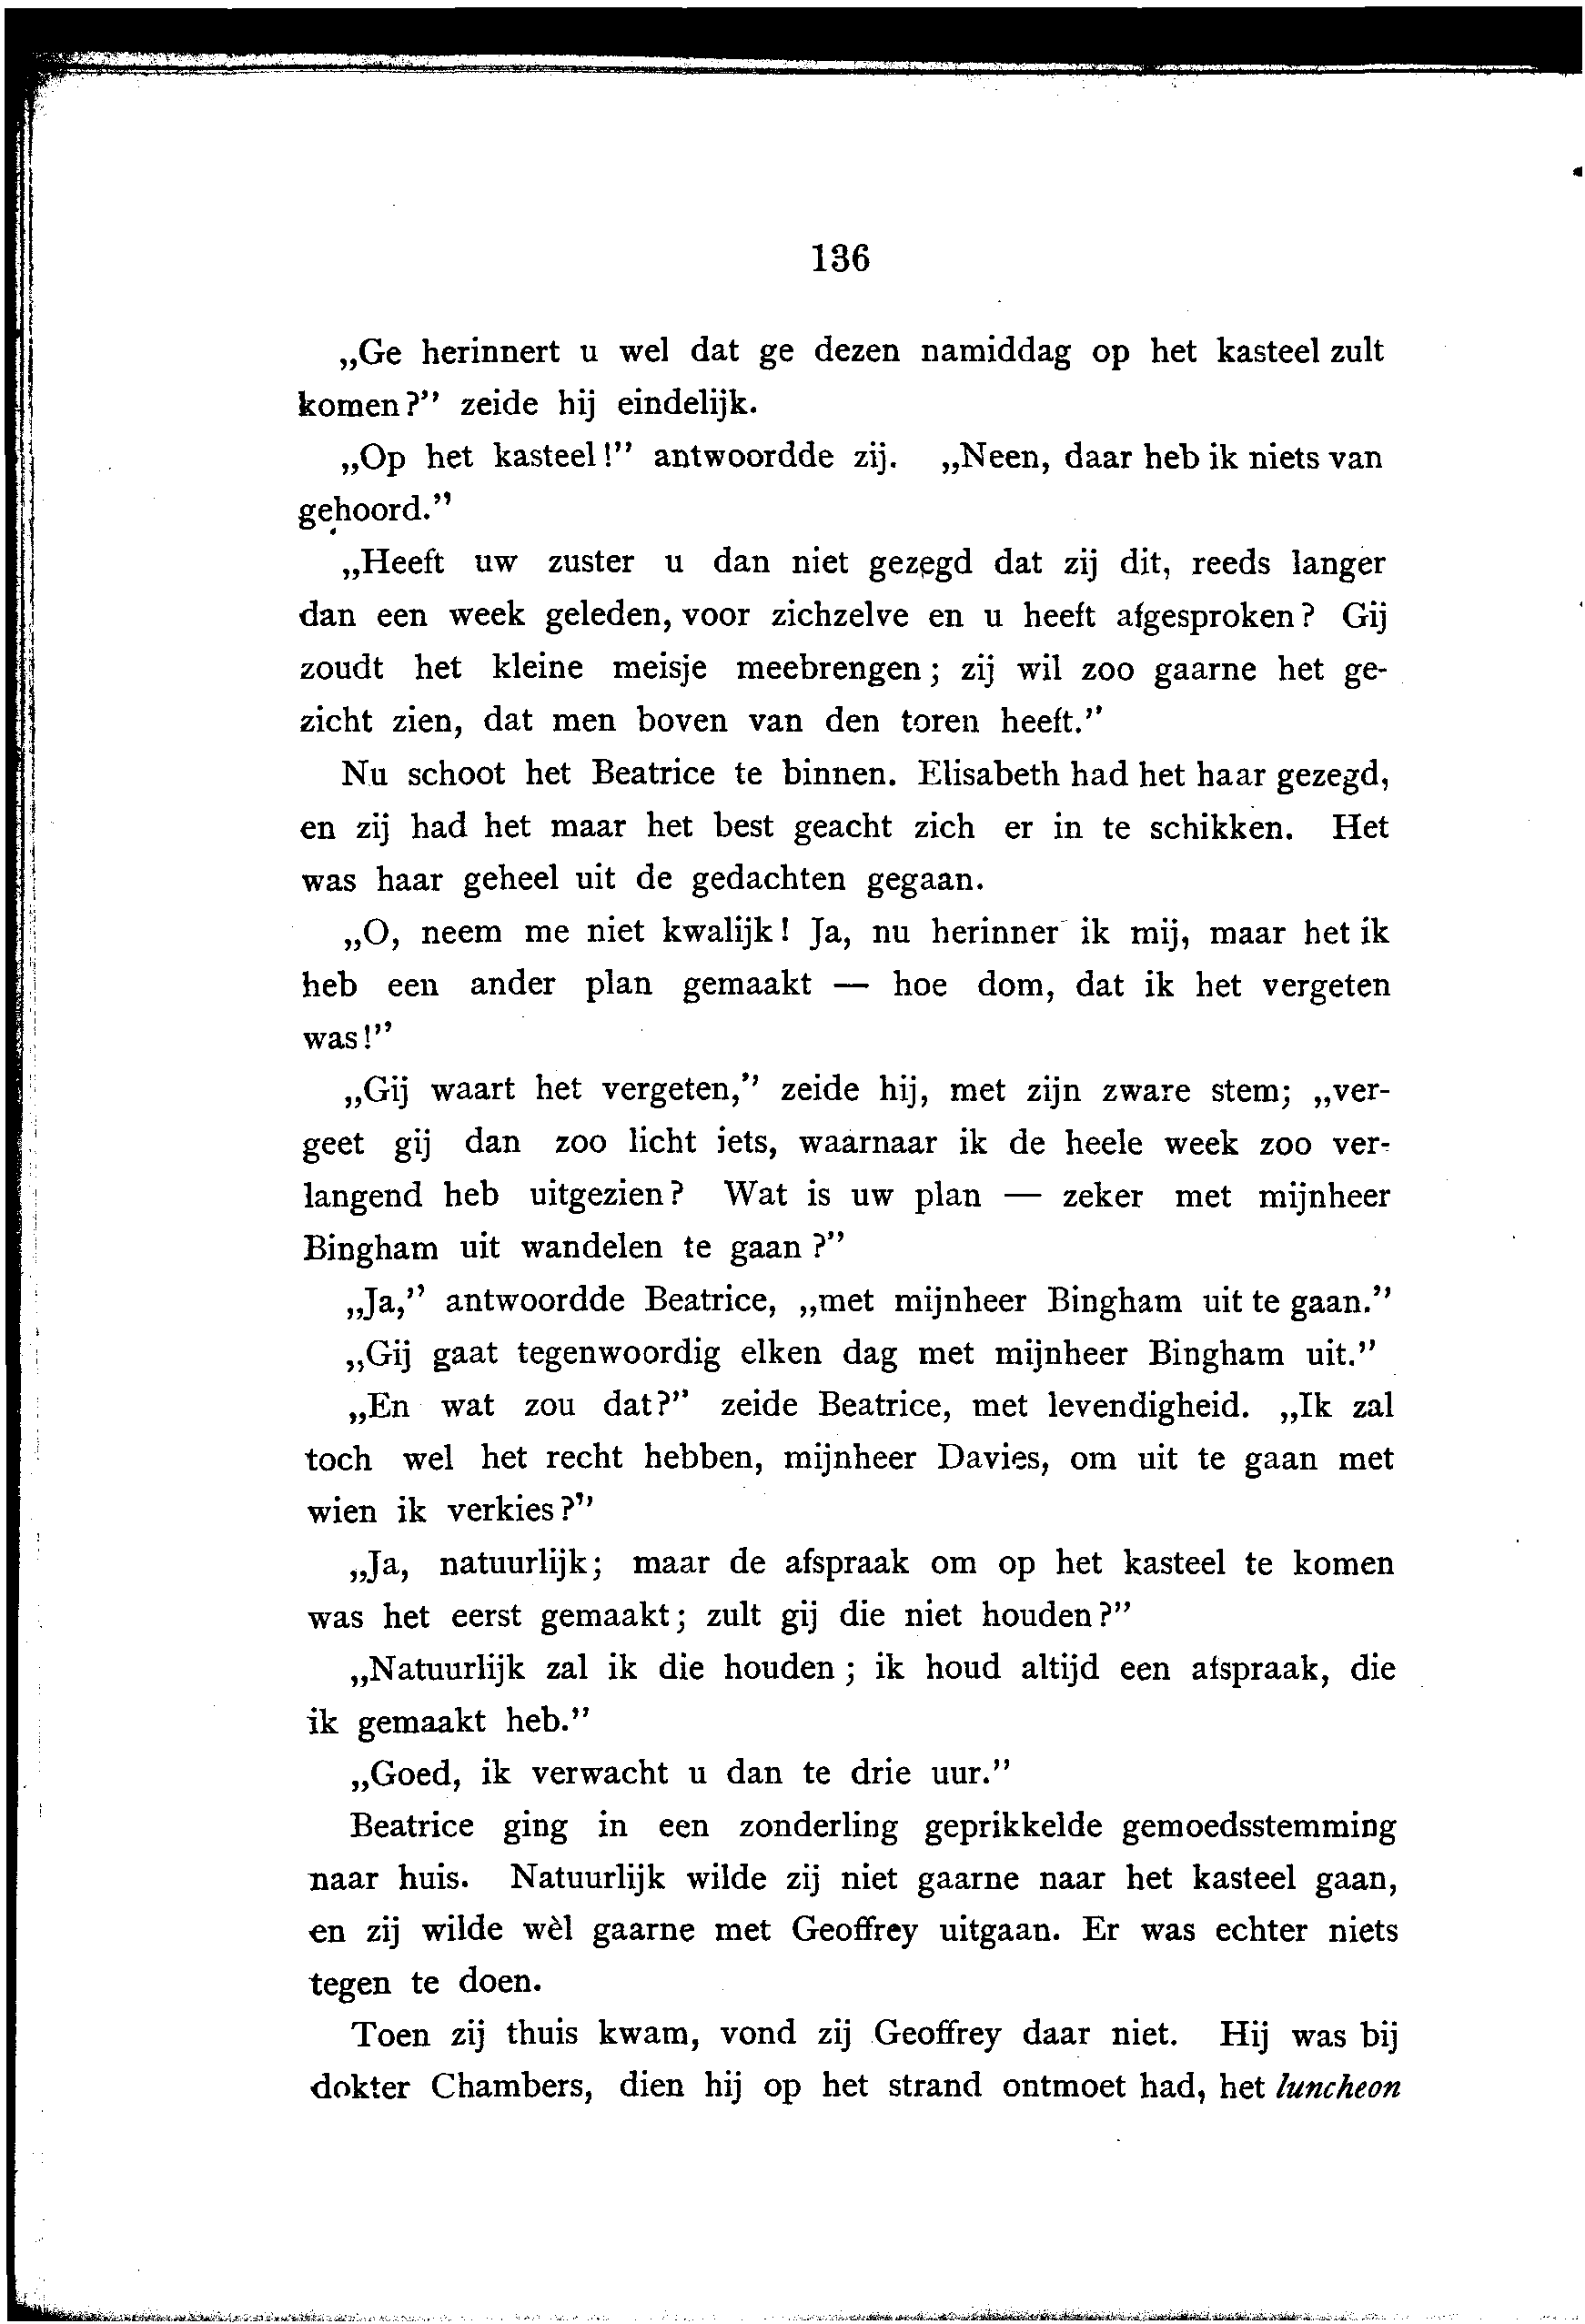 136
„Ge herinnert u wel dat ge dezen namiddag op het kasteel zult
komen?” zeide hij eindelijk.
„Op het kasteel!” antwoordde zij. „Neen, daar heb ik niets van
gehoord.”
„Heeft uw zuster u dan niet gezegd dat zij dit, reeds langer
dan een week geleden, voor zichzelve en u heeft afgesproken? Gij
zoudt het kleine meisje meebrengen; zij wil zoo gaarne het ge-
zicht zien, dat men boven van den toren heeft.”
Nu schoot het Beatrice te binnen. Elisabeth had het haar gezegd,
en zij had het maar het best geacht zich er in te schikken. Het
was haar geheel uit de gedachten gegaan.
„O, neem me niet kwalijk! Ja, nu herinner ik mij, maar het ik
heb een ander plan gemaakt — hoe dom, dat ik het vergeten
was!”
„Gij waart het vergeten,” zeide hij, met zijn zware stem; „ver-
geet gij dan zoo licht iets, waarnaar ik de heele week zoo ver-
langend heb uitgezien? Wat is uw plan — zeker met mijnheer
Bingham uit wandelen te gaan?”
„Ja,” antwoordde Beatrice, „met mijnheer Bingham uit te gaan.”
„Gij gaat tegenwoordig elken dag met mijnheer Bingham uit.”
„En wat zou dat?” zeide Beatrice, met levendigheid. „Ik zal
toch wel het recht hebben, mijnheer Davies, om uit te gaan met
wien ik verkies?”
„Ja, natuurlijk; maar de afspraak om op het kasteel te komen
was het eerst gemaakt; zult gij die niet houden?”
„Natuurlijk zal ik die houden; ik houd altijd een afspraak, die
ik gemaakt heb.”
„Goed, ik verwacht u dan te drie uur.”
Beatrice ging in een zonderling geprikkelde gemoedsstemming
naar huis. Natuurlijk wilde zij niet gaarne naar het kasteel gaan,
en zij wilde wèl gaarne met Geoffrey uitgaan. Er was echter niets
tegen te doen.
Toen zij thuis kwam, vond zij Geoffrey daar niet. Hij was bij
dokter Chambers, dien hij op het strand ontmoet had, het luncheon